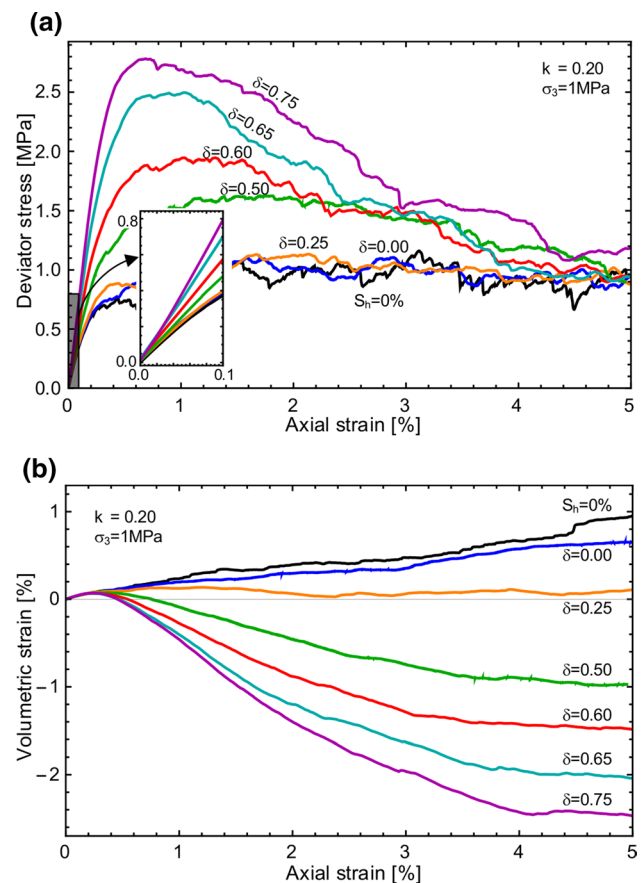 (a)
k = 0.20
σ₃=1MPa
δ=0.75
δ=0.65
δ=0.60
δ=0.50
δ=0.25
δ=0.00
Sₕ=0%
0.8
0.0
0.0
0.1
2.5
2.0
1.5
1.0
0.5
0.0
Deviator stress [MPa]
0
1
2
3
4
5
Axial strain [%]
(b)
k = 0.20
σ₃=1MPa
Sₕ=0%
δ=0.00
δ=0.25
δ=0.50
δ=0.60
δ=0.65
δ=0.75
1
0
−1
−2
Volumetric strain [%]
0
1
2
3
4
5
Axial strain [%]